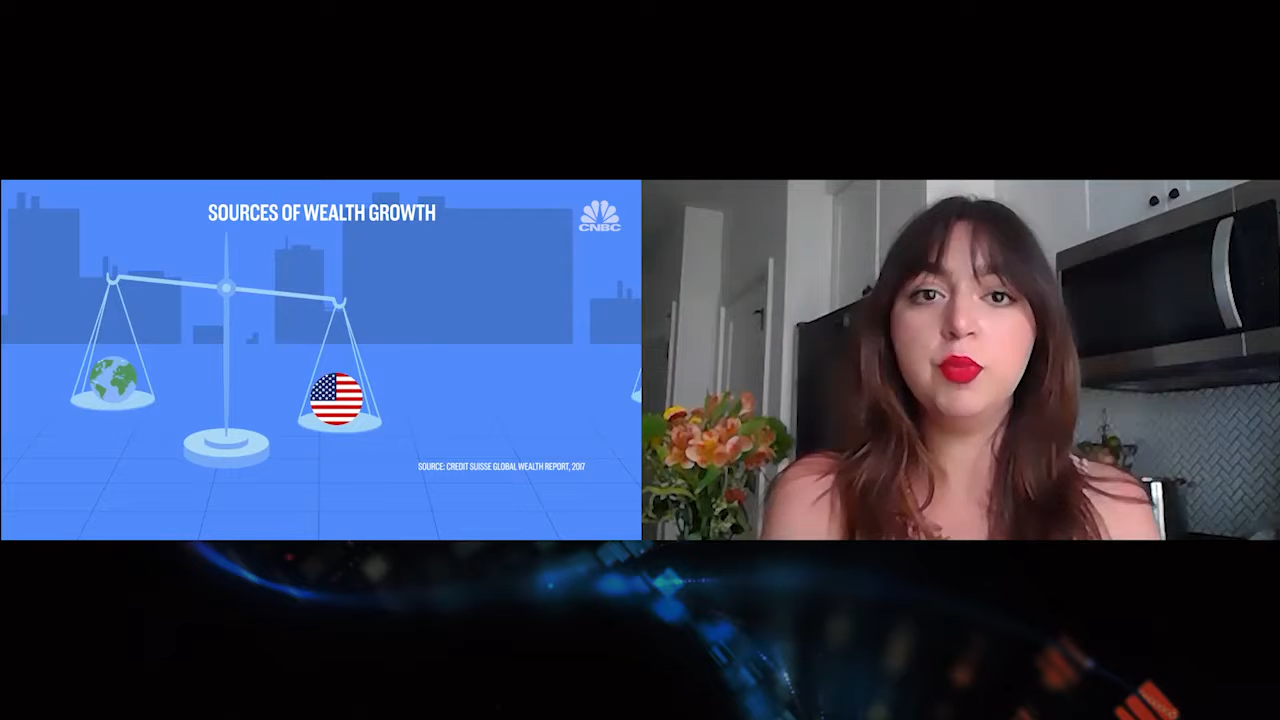 SOURCES OF WEALTH GROWTH
CNBC
SOURCE: CREDIT SUISSE GLOBAL WEALTH REPORT, 2017